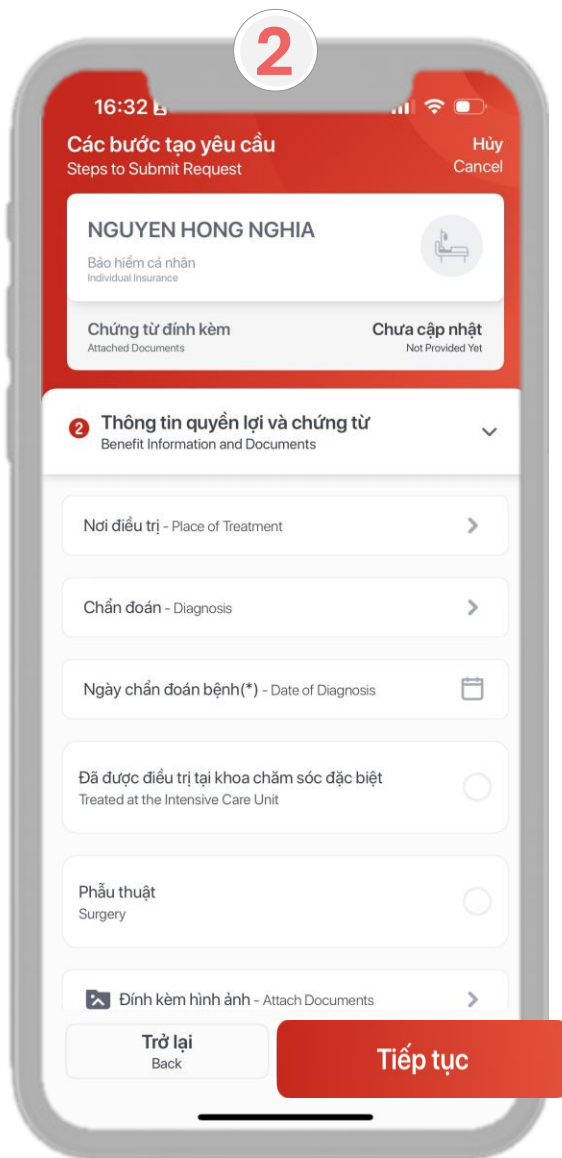 2
16:32
Các bước tạo yêu cầu
Hủy
Steps to Submit Request
Cancel
NGUYEN HONG NGHIA
Bảo hiểm cá nhân
Individual Insurance
Chứng từ đính kèm
Chưa cập nhật
Attached Documents
Not Provided Yet
2 Thông tin quyền lợi và chứng từ
Benefit Information and Documents
Nơi điều trị - Place of Treatment
Chẩn đoán - Diagnosis
Ngày chẩn đoán bệnh(*) - Date of Diagnosis
Đã được điều trị tại khoa chăm sóc đặc biệt
Treated at the Intensive Care Unit
Phẫu thuật
Surgery
Đính kèm hình ảnh - Attach Documents
Trở lại
Back
Tiếp tục